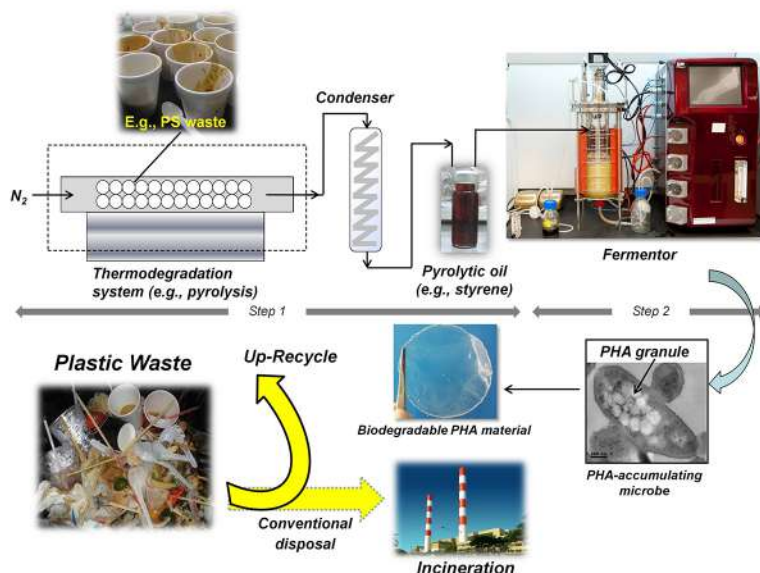 E.g., PS waste
Condenser
N2
Thermodegradation
system (e.g., pyrolysis)
Pyrolytic oil
(e.g., styrene)
Fermentor
Step 1
Step 2
Plastic Waste
Up-Recycle
Biodegradable PHA material
PHA granule
PHA-accumulating
microbe
Conventional
disposal
Incineration